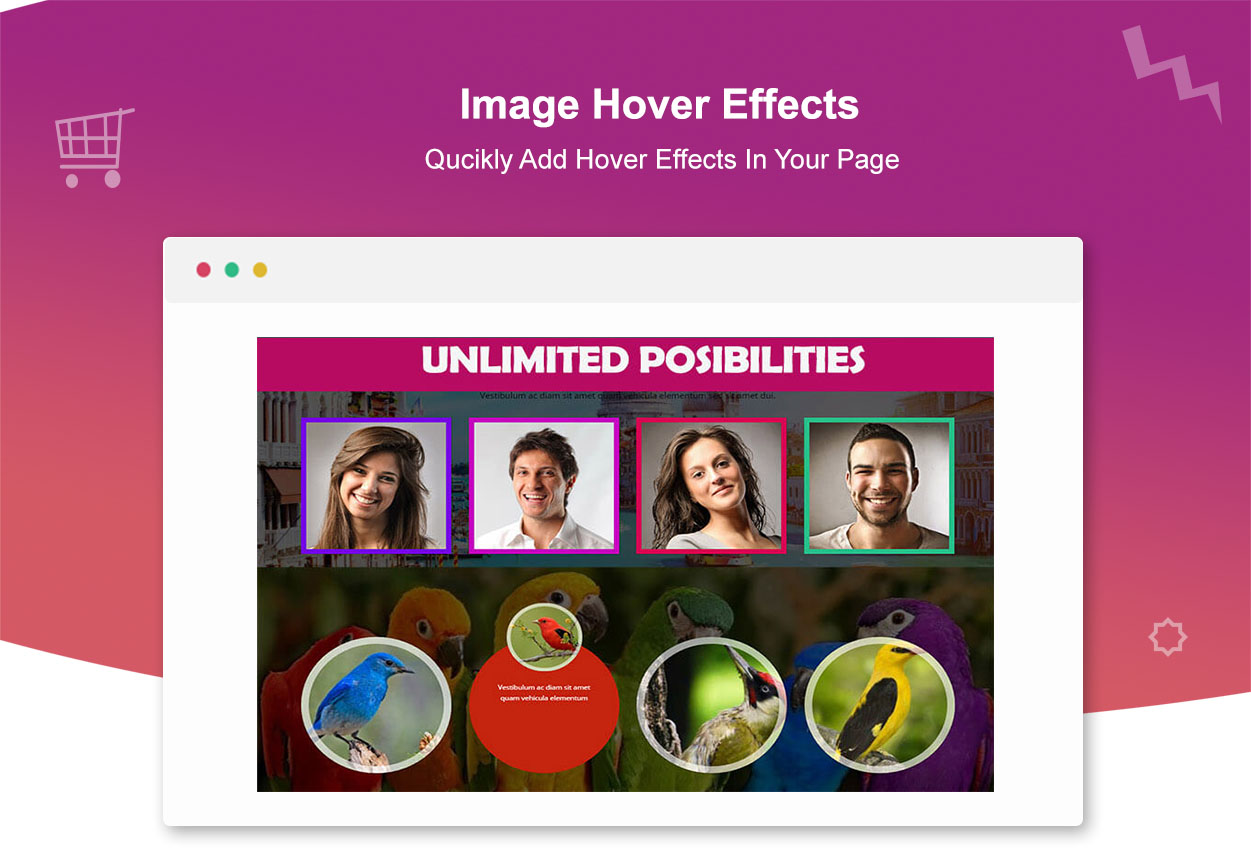 Image Hover Effects
Qucikly Add Hover Effects In Your Page
UNLIMITED POSIBILITIES
Vestibulum ac diam sit amet quam vehicula elementum sed sit amet dui.
Vestibulum ac diam sit amet
quam vehicula elementum